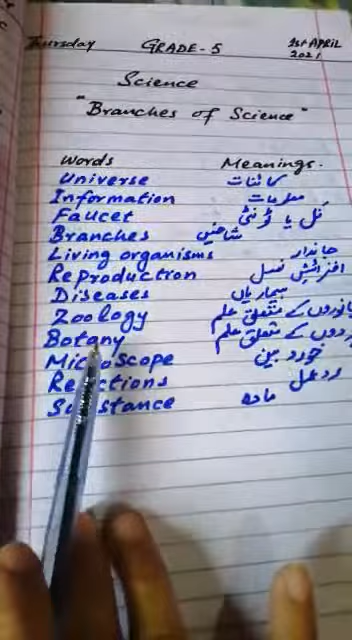 Thursday GRADE-5 1st APRIL 2021
Science
"Branches of Science"
Words Meanings.
Universe کائنات
Information معلومات
Faucet نل یا ٹونٹی
Branches شاخیں
Living organisms جاندار
Reproduction افزائش نسل
Diseases بیماریاں
Zoology جانوروں کے متعلق علم
Botany پودوں کے متعلق علم
Microscope خورد بین
Reactions ردعمل
Substance مادہ